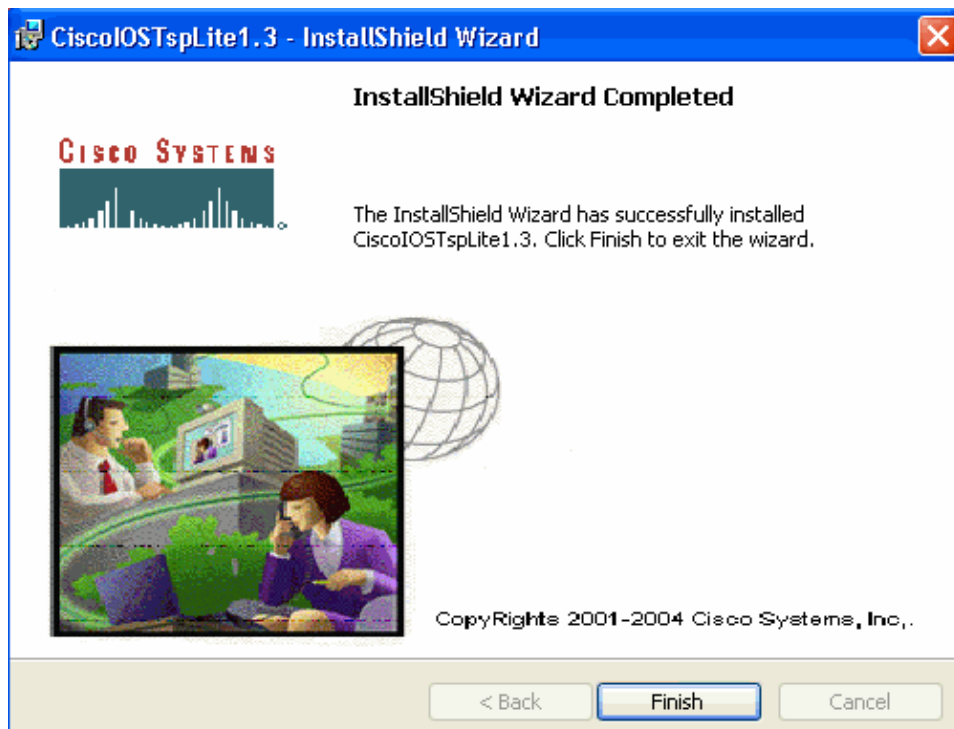 CiscoIOSTspLite1.3 - InstallShield Wizard
InstallShield Wizard Completed
CISCO SYSTEMS
The InstallShield Wizard has successfully installed
CiscoIOSTspLite1.3. Click Finish to exit the wizard.
CopyRights 2001-2004 Cisco Systems, Inc,.
< Back
Finish
Cancel